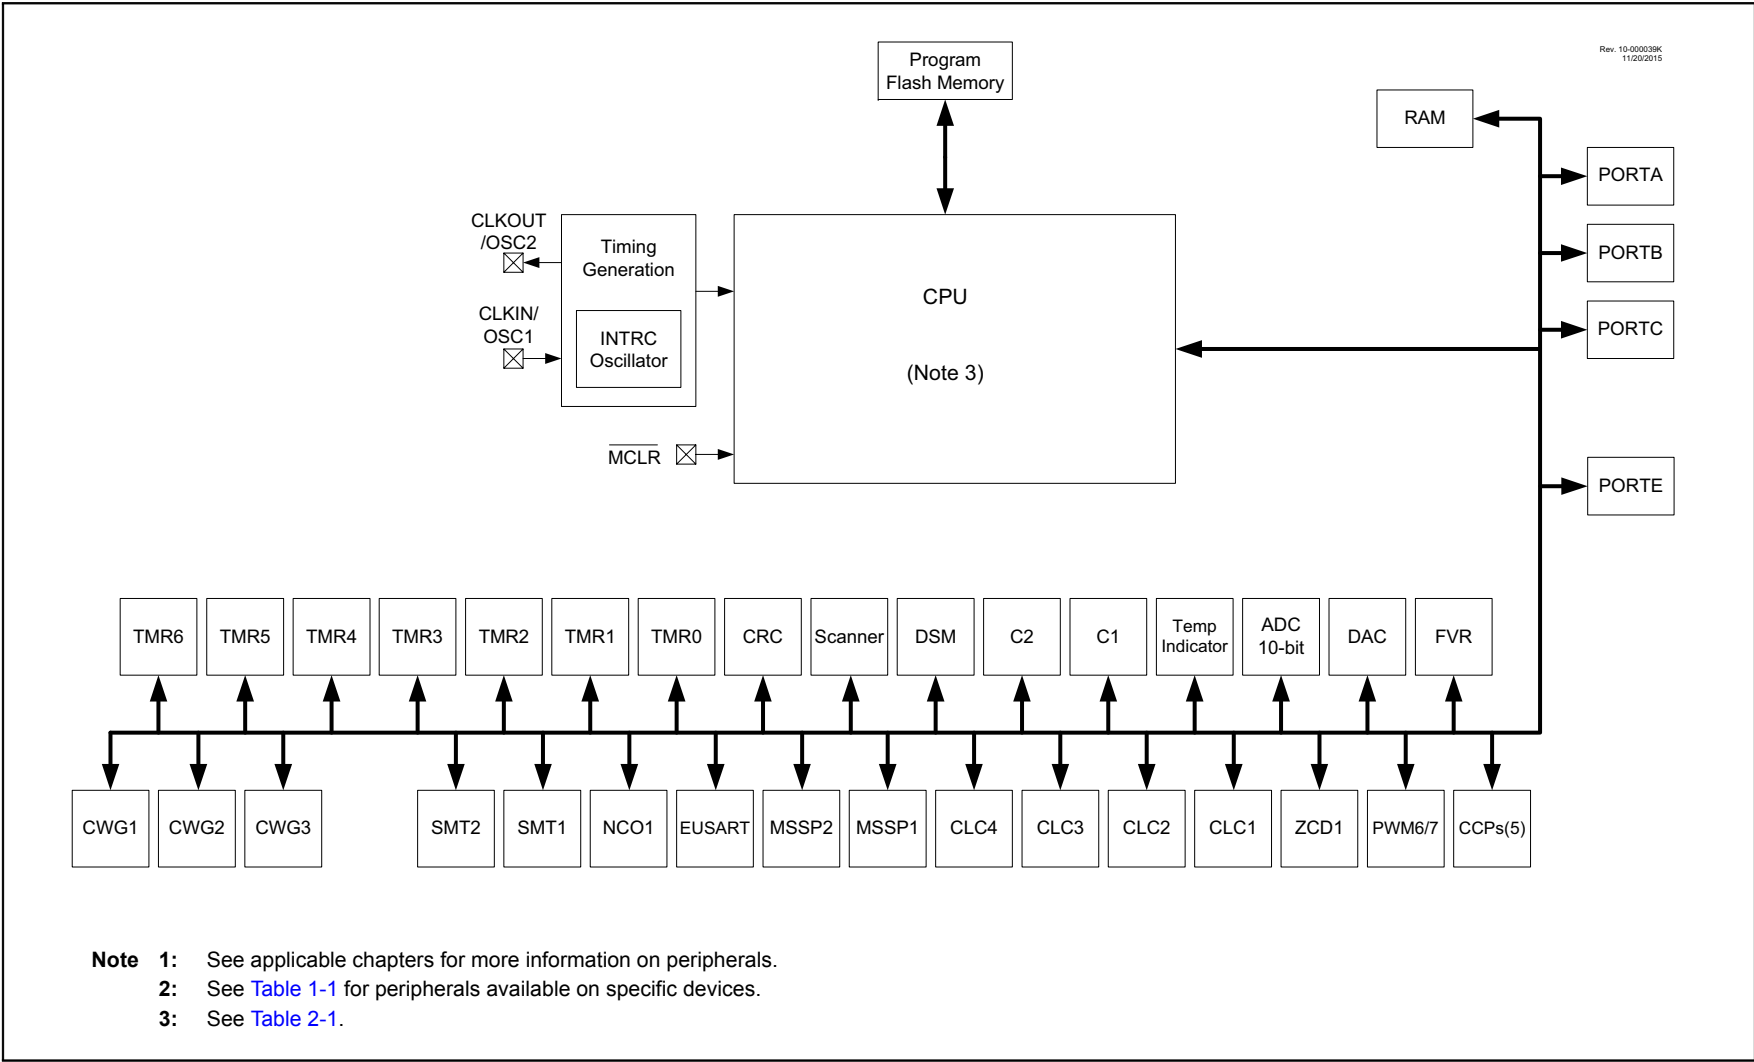 Rev. 10-000039K
11/20/2015
Program
Flash Memory
RAM
PORTA
CLKOUT
/OSC2
Timing
Generation
PORTB
CPU
CLKIN/
OSC1
INTRC
Oscillator
PORTC
(Note 3)
MCLR
PORTE
TMR6
TMR5
TMR4
TMR3
TMR2
TMR1
TMR0
CRC
Scanner
DSM
C2
C1
Temp
Indicator
ADC
10-bit
DAC
FVR
CWG1
CWG2
CWG3
SMT2
SMT1
NCO1
EUSART
MSSP2
MSSP1
CLC4
CLC3
CLC2
CLC1
ZCD1
PWM6/7
CCPs(5)
Note 1: See applicable chapters for more information on peripherals.
2: See Table 1-1 for peripherals available on specific devices.
3: See Table 2-1.